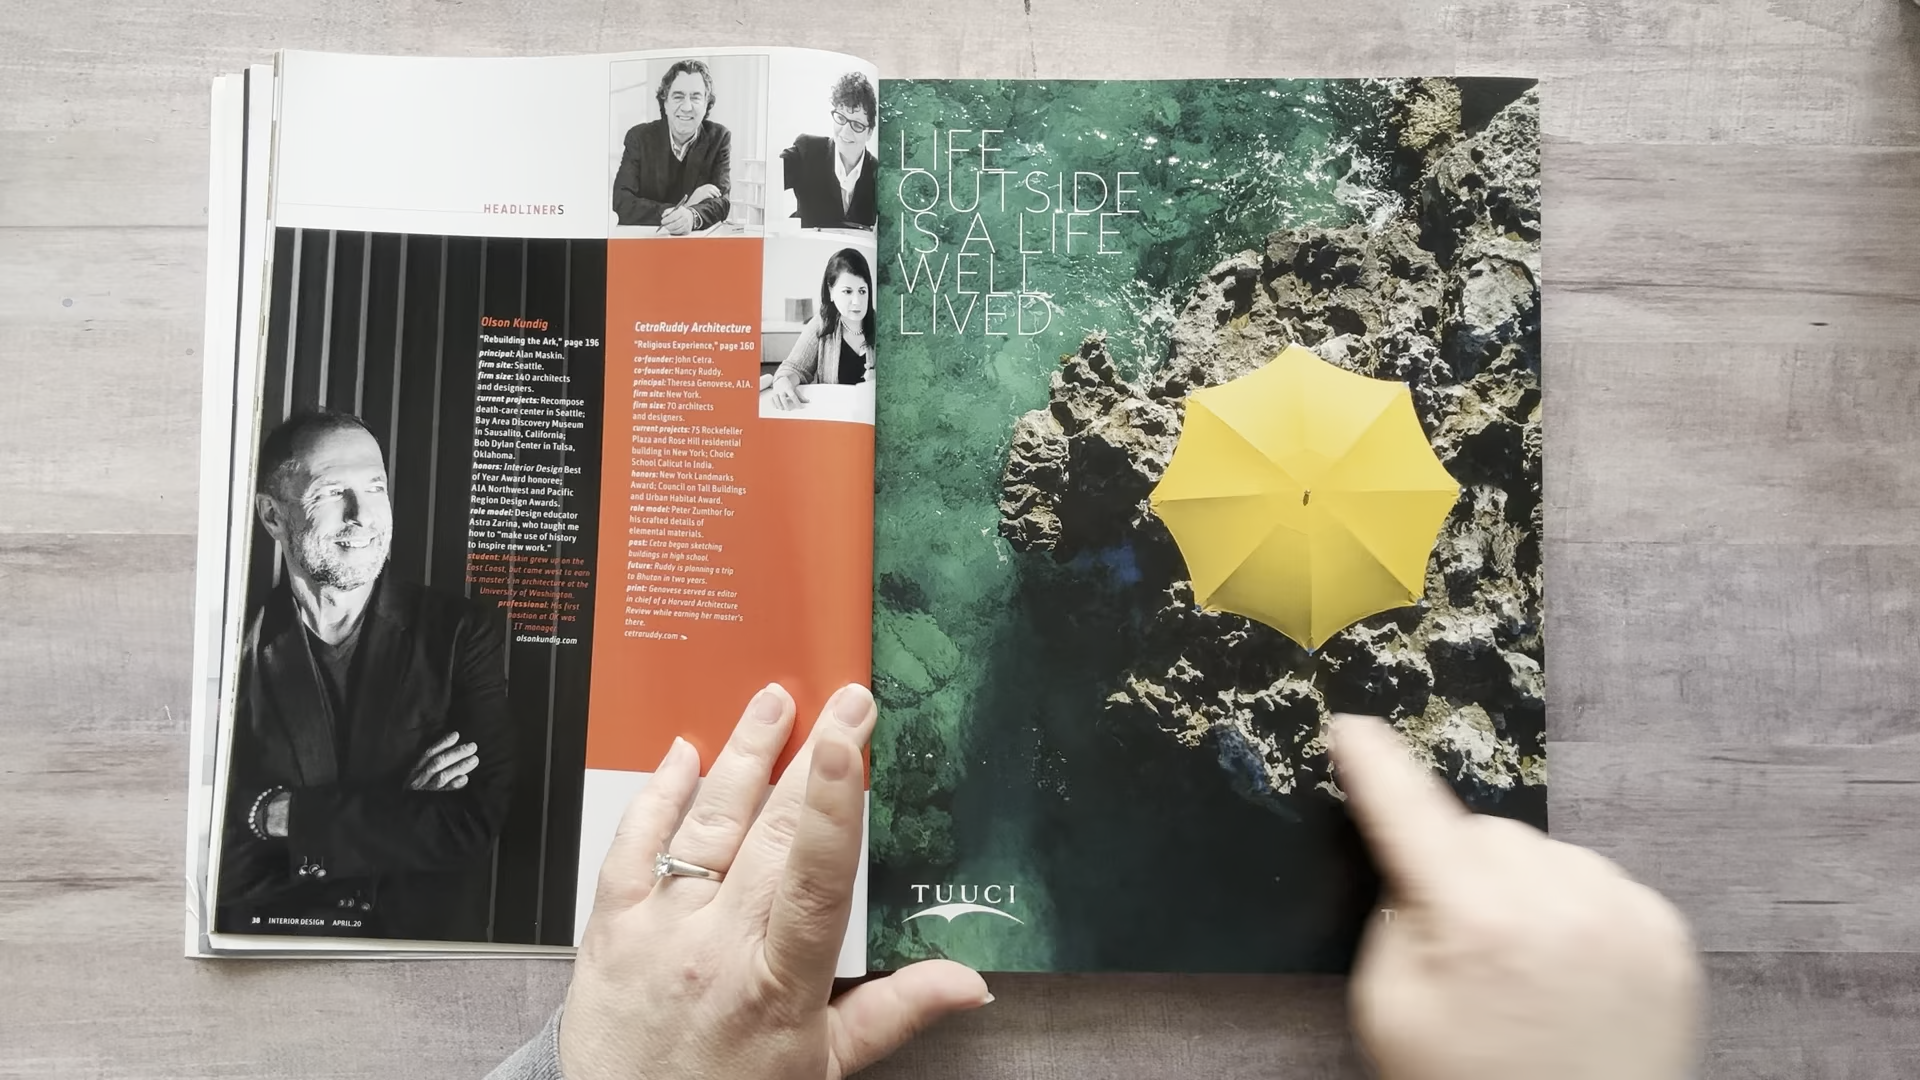 HEADLINERS
Olson Kundig
"Rebuilding the Ark," page 196
principal: Alan Maskin.
firm site: Seattle.
firm size: 140 architects
and designers.
current projects: Recompose
death-care center in Seattle;
Bay Area Discovery Museum
in Sausalito, California;
Bob Dylan Center in Tulsa,
Oklahoma.
honors: Interior Design Best
of Year Award honoree;
AIA Northwest and Pacific
Region Design Awards.
role model: Design educator
Astra Zarina, who taught me
how to "make use of history
to inspire new work."
student: Maskin grew up on the
East Coast, but came west to earn
his master's in architecture at the
University of Washington.
professional: His first
position at OK was
IT manager.
olsonkundig.com
CetraRuddy Architecture
"Religious Experience," page 160
co-founder: John Cetra.
co-founder: Nancy Ruddy.
principal: Theresa Genovese, AIA.
firm site: New York.
firm size: 70 architects
and designers.
current projects: 75 Rockefeller
Plaza and Rose Hill residential
building in New York; Choice
School Calicut in India.
honors: New York Landmarks
Award; Council on Tall Buildings
and Urban Habitat Award.
role model: Peter Zumthor for
his crafted details of
elemental materials.
past: Cetra began sketching
buildings in high school.
future: Ruddy is planning a trip
to Bhutan in two years.
print: Genovese served as editor
in chief of a Harvard Architecture
Review while earning her master's
there.
cetraruddy.com
38 INTERIOR DESIGN APRIL.20
LIFE
OUTSIDE
IS A LIFE
WELL
LIVED.
TUUCI